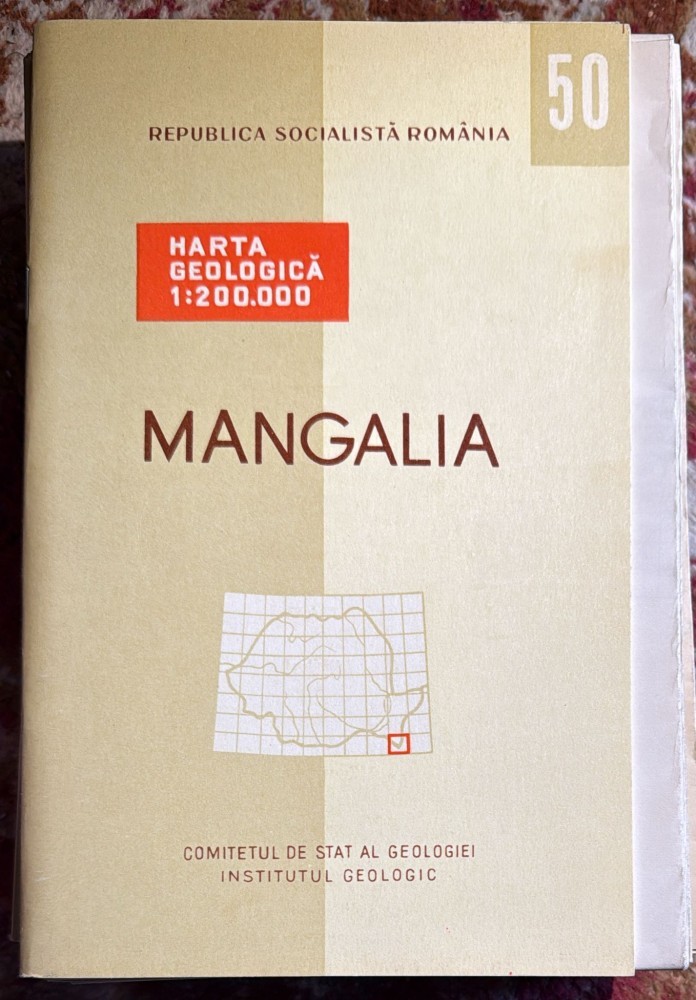 50
REPUBLICA SOCIALISTĂ ROMÂNIA
HARTA
GEOLOGICĂ
1:200.000
MANGALIA
COMITETUL DE STAT AL GEOLOGIEI
INSTITUTUL GEOLOGIC